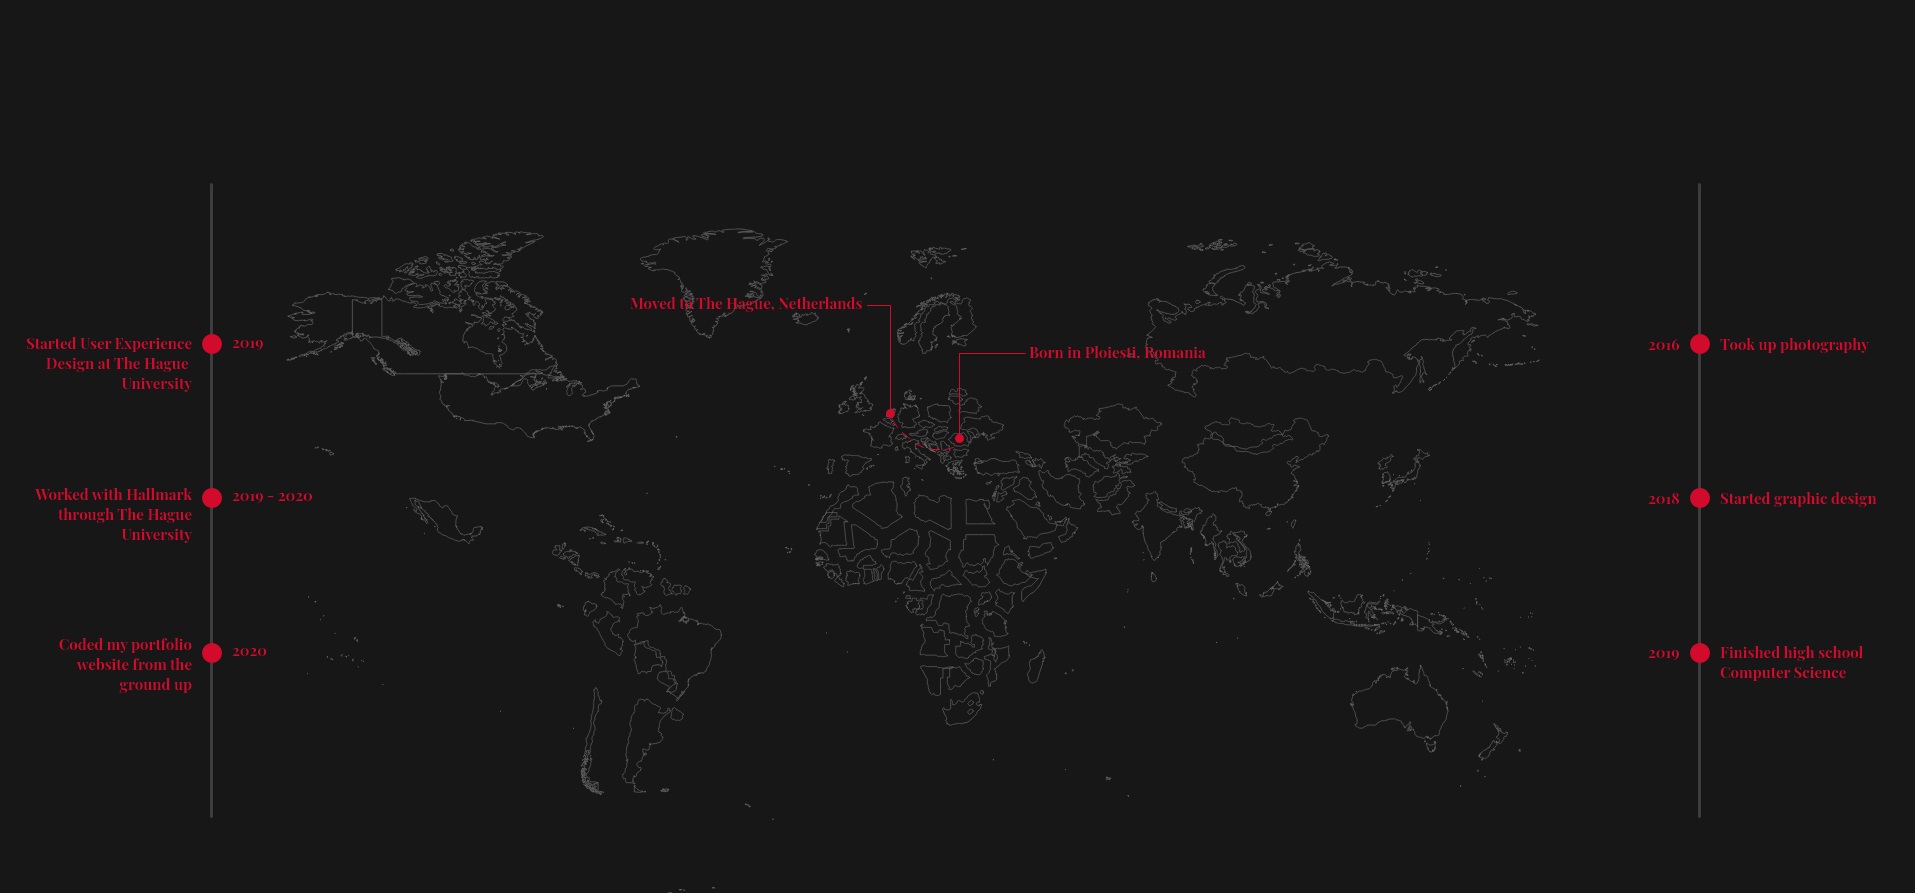 Moved to The Hague, Netherlands
Born in Ploiesti, Romania
Started User Experience
Design at The Hague
University
2019
Worked with Hallmark
through The Hague
University
2019 - 2020
Coded my portfolio
website from the
ground up
2020
2016
Took up photography
2018
Started graphic design
2019
Finished high school
Computer Science